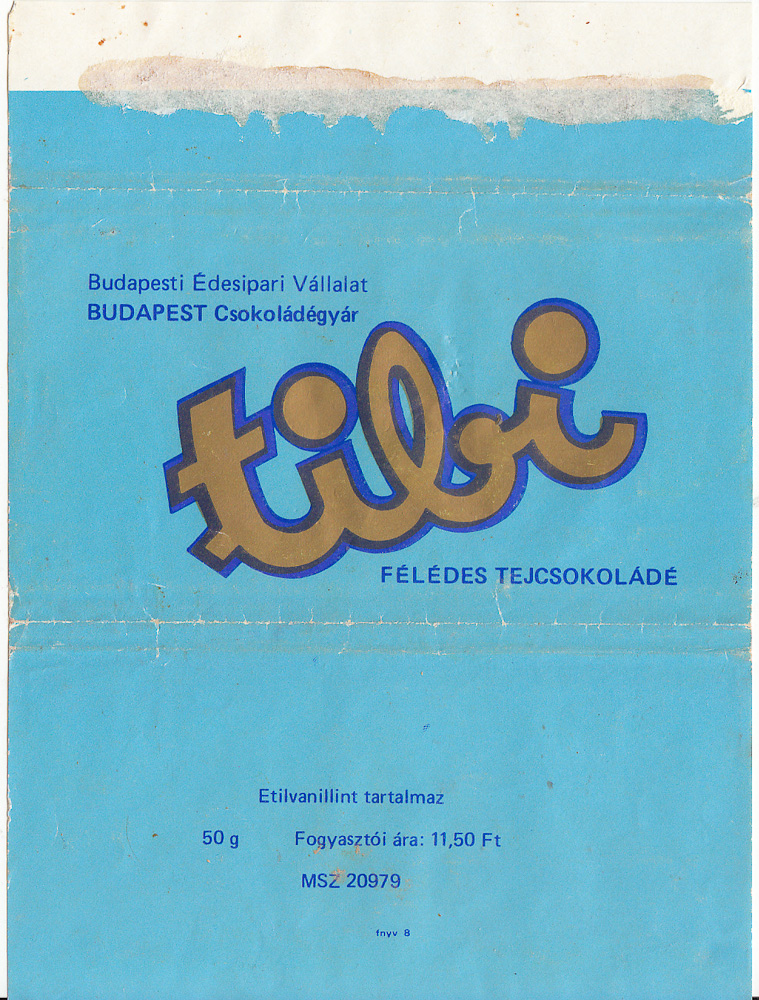 Budapesti Édesipari Vállalat
BUDAPEST Csokoládégyár
tibi
FÉLÉDES TEJCSOKOLÁDÉ
Etilvanillint tartalmaz
50 g Fogyasztói ára: 11,50 Ft
MSZ 20979
fnyv 8